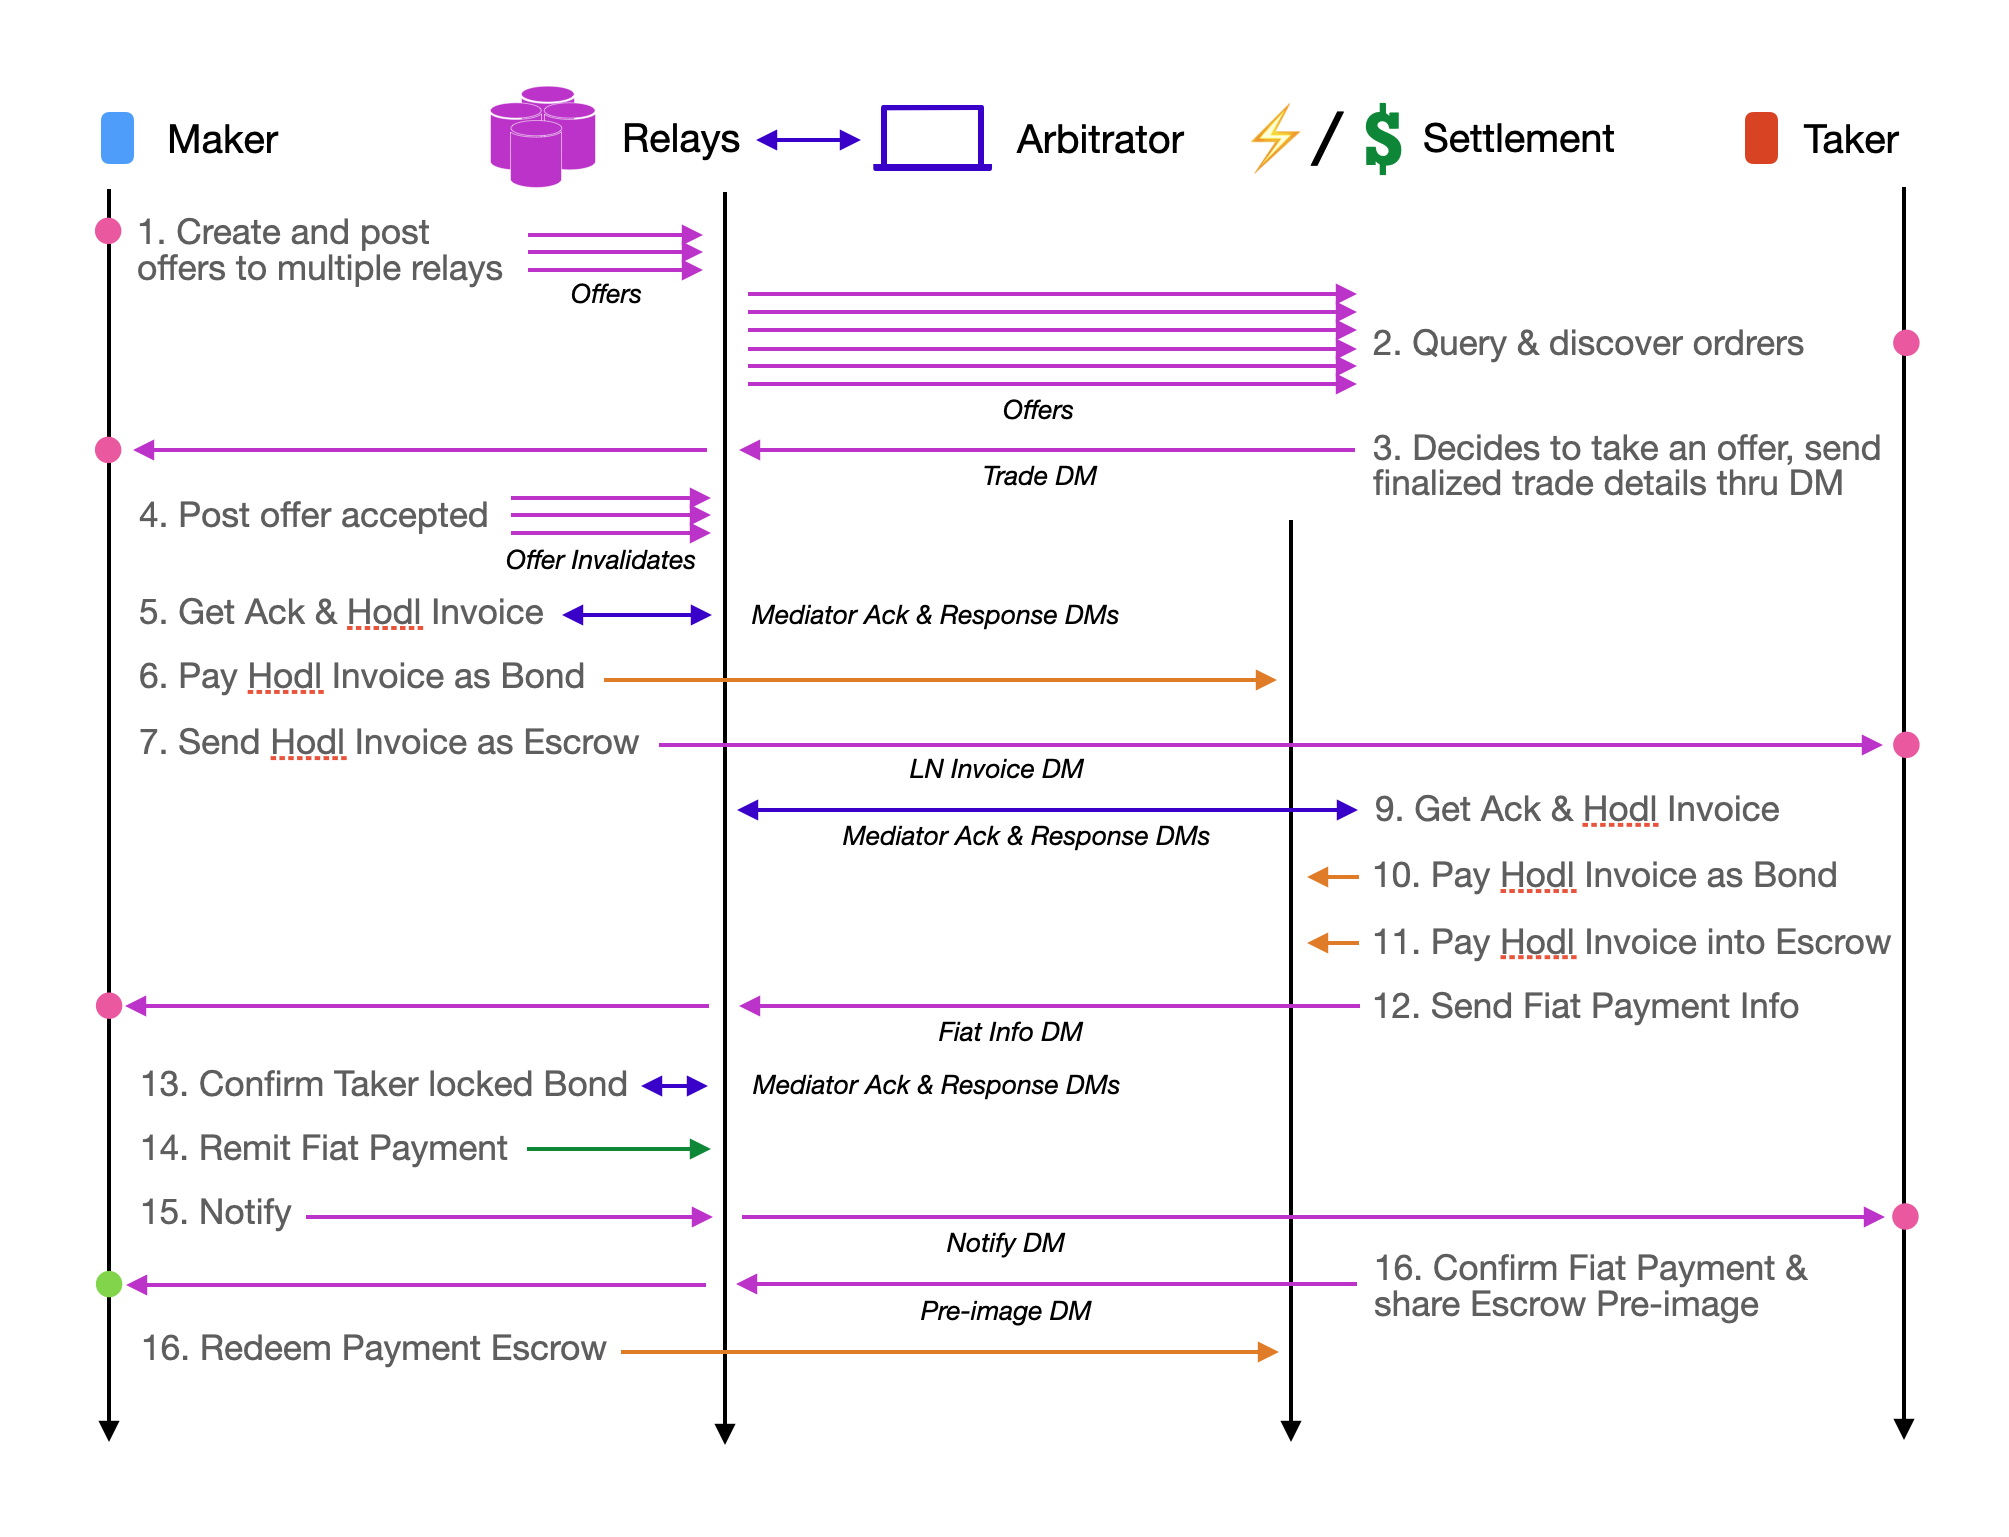 Maker
Relays
Arbitrator
/
$
Settlement
Taker
1. Create and post
offers to multiple relays
Offers
2. Query & discover ordrers
Offers
3. Decides to take an offer, send
finalized trade details thru DM
Trade DM
4. Post offer accepted
Offer Invalidates
5. Get Ack & Hodl Invoice
Mediator Ack & Response DMs
6. Pay Hodl Invoice as Bond
7. Send Hodl Invoice as Escrow
LN Invoice DM
9. Get Ack & Hodl Invoice
Mediator Ack & Response DMs
10. Pay Hodl Invoice as Bond
11. Pay Hodl Invoice into Escrow
12. Send Fiat Payment Info
Fiat Info DM
13. Confirm Taker locked Bond
Mediator Ack & Response DMs
14. Remit Fiat Payment
15. Notify
Notify DM
16. Confirm Fiat Payment &
share Escrow Pre-image
Pre-image DM
16. Redeem Payment Escrow